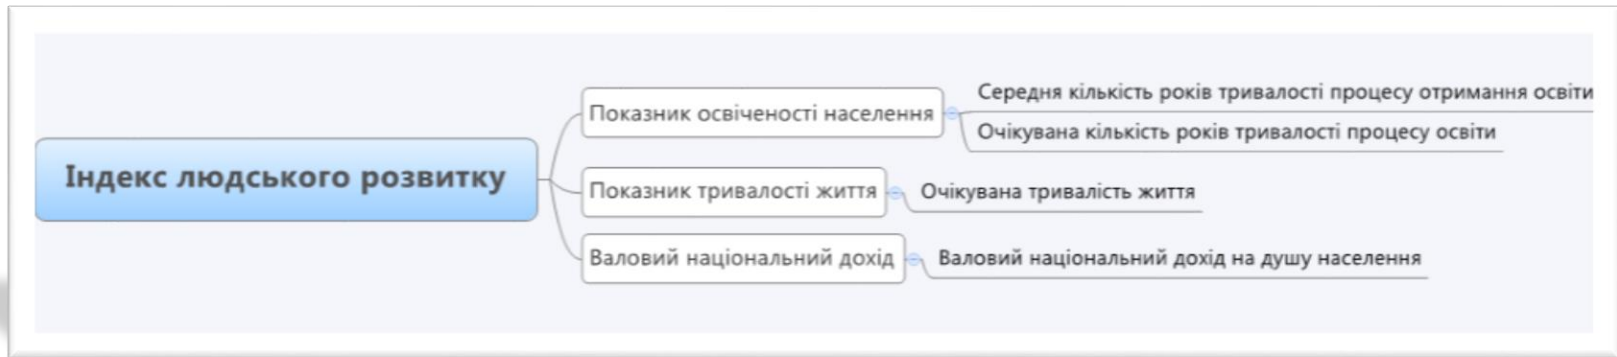 Індекс людського розвитку
Показник освіченості населення
Середня кількість років тривалості процесу отримання освіти
Очікувана кількість років тривалості процесу освіти
Показник тривалості життя
Очікувана тривалість життя
Валовий національний дохід
Валовий національний дохід на душу населення